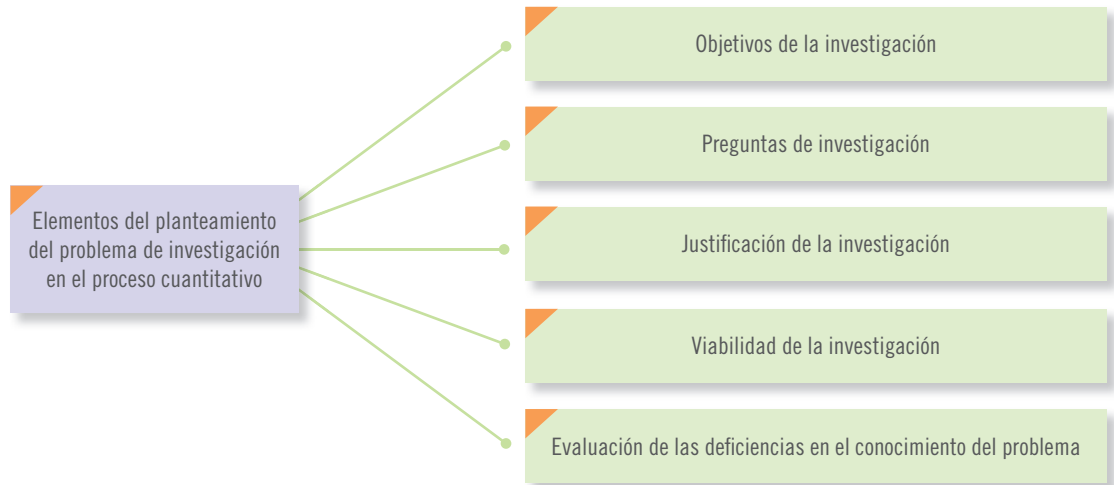 Objetivos de la investigación
Preguntas de investigación
Elementos del planteamiento
del problema de investigación
en el proceso cuantitativo
Justificación de la investigación
Viabilidad de la investigación
Evaluación de las deficiencias en el conocimiento del problema